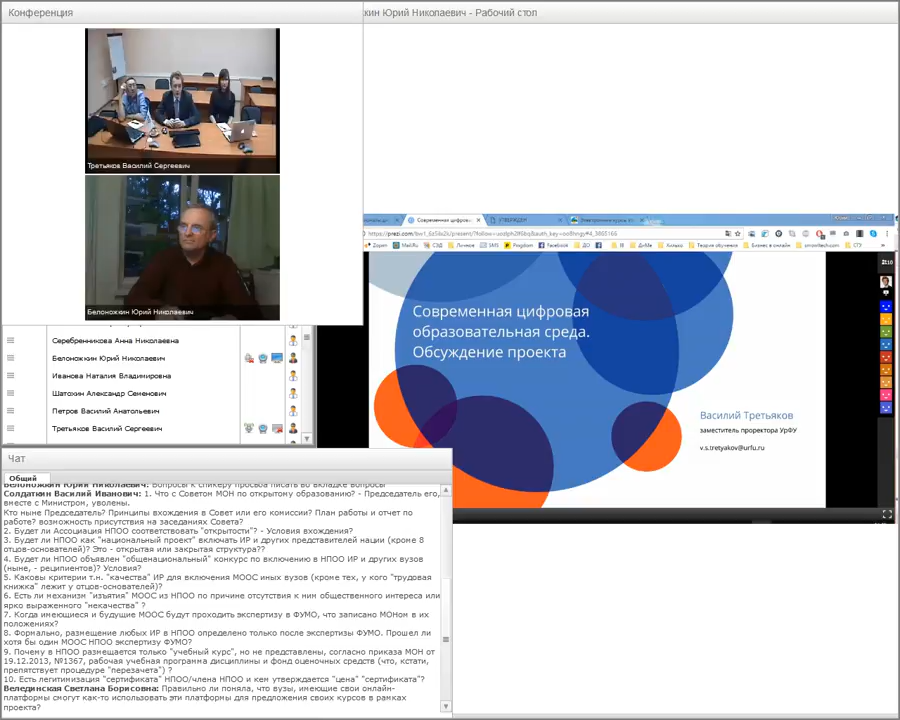 Конференция
кин Юрий Николаевич - Рабочий стол
Третьяков Василий Сергеевич
Белоножкин Юрий Николаевич
Современная цифрова
Современная цифровая
образовательная среда.
Обсуждение проекта
Василий Третьяков
заместитель проректора УрФУ
v.s.tretyakov@urfu.ru
Серебренникова Анна Николаевна
Белоножкин Юрий Николаевич
Иванова Наталия Владимировна
Шатохин Александр Семенович
Петров Василий Анатольевич
Третьяков Василий Сергеевич
Чат
Общий
Белоножкин Юрий Николаевич: Вопросы к спикеру просьба писать во вкладке вопросы
Солдаткин Василий Иванович: 1. Что с Советом МОН по открытому образованию? - Председатель его,
вместе с Министром, уволены.
Кто ныне Председатель? Принципы вхождения в Совет или его комиссии? План работы и отчет по
работе? возможность присутствия на заседаниях Совета?
2. Будет ли Ассоциация НПОО соответствовать "открытости"? - Условия вхождения?
3. Будет ли НПОО как "национальный проект" включать ИР и других представителей нации (кроме 8
отцов-основателей)? Это - открытая или закрытая структура??
4. Будет ли НПОО объявлен "общенациональный" конкурс по включению в НПОО ИР и других вузов
(ныне, - реципиентов)? Условия?
5. Каковы критерии т.н. "качества" ИР для включения МООС иных вузов (кроме тех, у кого "трудовая
книжка" лежит у отцов-основателей)?
6. Есть ли механизм "изъятия" МООС из НПОО по причине отсутствия к ним общественного интереса или
ярко выраженного "некачества" ?
7. Когда имеющиеся и будущие МООС будут проходить экспертизу в ФУМО, что записано МОНом в их
положениях?
8. Формально, размещение любых ИР в НПОО определено только после экспертизы ФУМО. Прошел ли
хотя бы один МООС НПОО экспертизу ФУМО?
9. Почему в НПОО размещается только "учебный курс", но не представлены, согласно приказа МОН от
19.12.2013, №1367, рабочая учебная программа дисциплины и фонд оценочных средств (что, кстати,
препятствует процедуре "перезачета") ?
10. Есть легитимизация "сертификата" НПОО/члена НПОО и кем утверждается "цена" "сертификата"?
Велединская Светлана Борисовна: Правильно ли поняла, что вузы, имеющие свои онлайн-
платформы смогут как-то использовать эти платформы для предложения своих курсов в рамках
проекта?